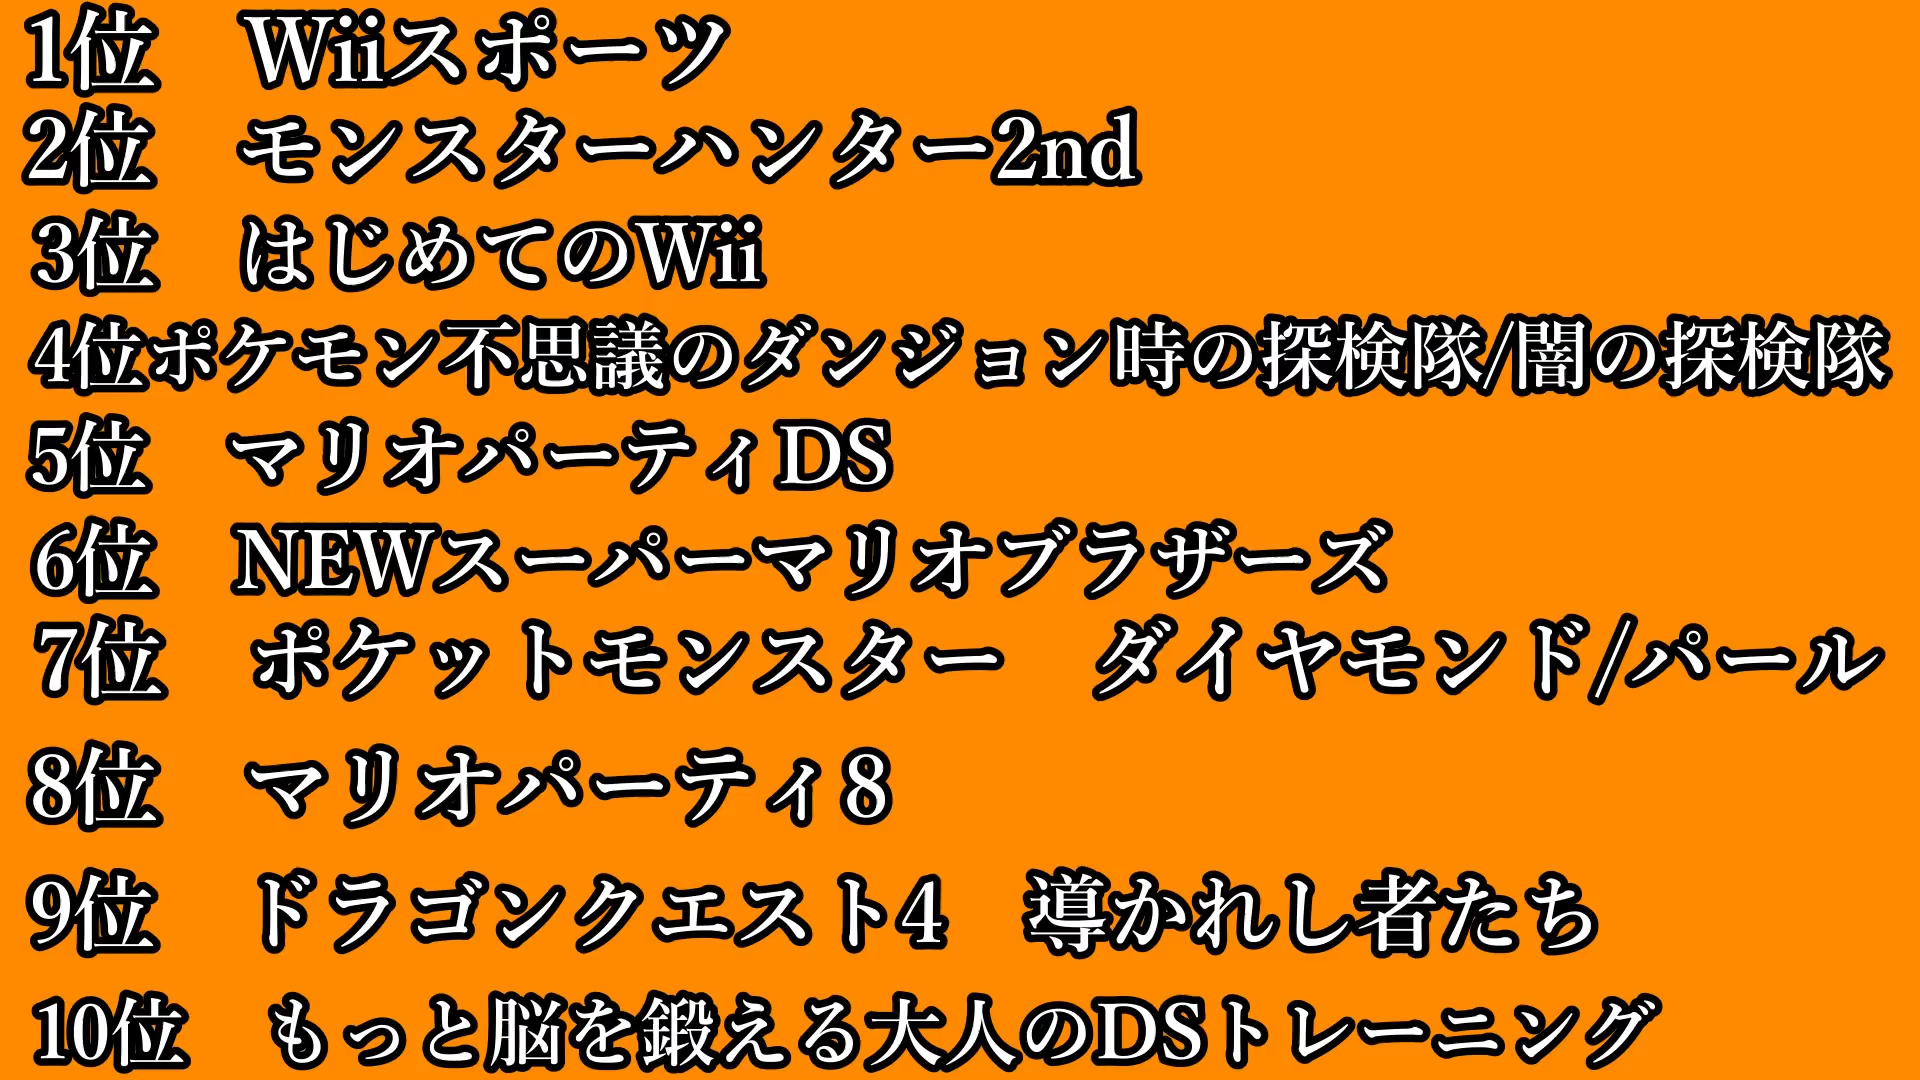 1位　Wiiスポーツ
2位　モンスターハンター2nd
3位　はじめてのWii
4位ポケモン不思議のダンジョン時の探検隊/闇の探検隊
5位　マリオパーティDS
6位　NEWスーパーマリオブラザーズ
7位　ポケットモンスター　ダイヤモンド/パール
8位　マリオパーティ8
9位　ドラゴンクエスト4　導かれし者たち
10位　もっと脳を鍛える大人のDSトレーニング